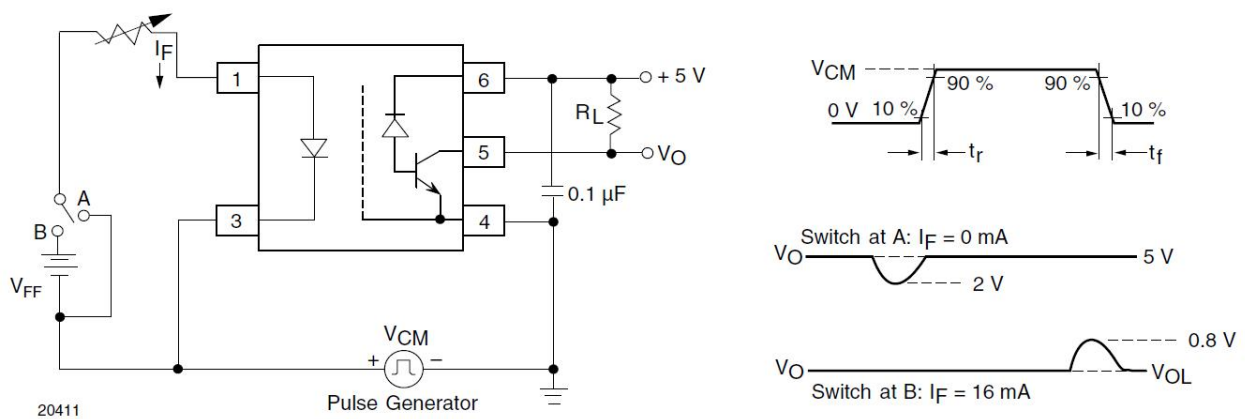 IF
1
6
+ 5 V
RL
5
VO
A
3
4
0.1 µF
B
VFF
VCM
+
–
Pulse Generator
20411
VCM
90 %
90 %
0 V
10 %
10 %
tr
tf
Switch at A: IF = 0 mA
VO
5 V
2 V
0.8 V
VO
VOL
Switch at B: IF = 16 mA